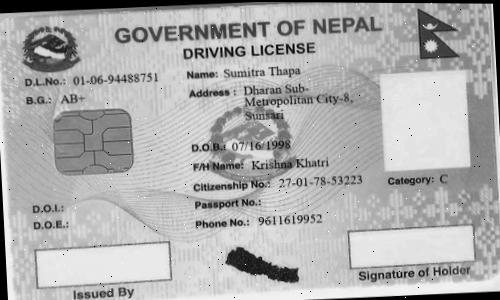 GOVERNMENT OF NEPAL
DRIVING LICENSE
D.L.No.: 01-06-94488751
B.G.: AB+
Name: Sumitra Thapa
Address : Dharan Sub-
Metropolitan City-8,
Sunsari
D.O.B.: 07/16/1998
F/H Name: Krishna Khatri
Citizenship No.: 27-01-78-53223
Category: C
Passport No.:
D.O.I.:
D.O.E.:
Phone No.: 9611619952
Issued By
Signature of Holder